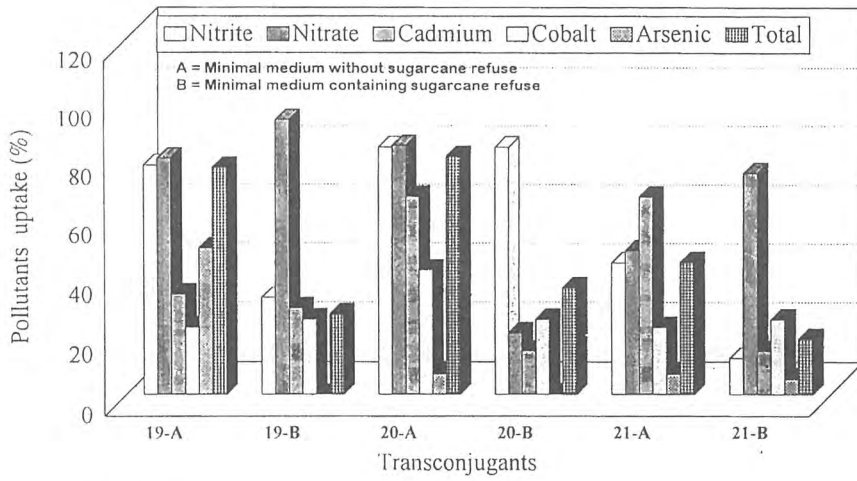 Nitrite Nitrate Cadmium Cobalt Arsenic Total
A = Minimal medium without sugarcane refuse
B = Minimal medium containing sugarcane refuse
Pollutants uptake (%)
120
100
80
60
40
20
0
19-A 19-B 20-A 20-B 21-A 21-B
Transconjugants